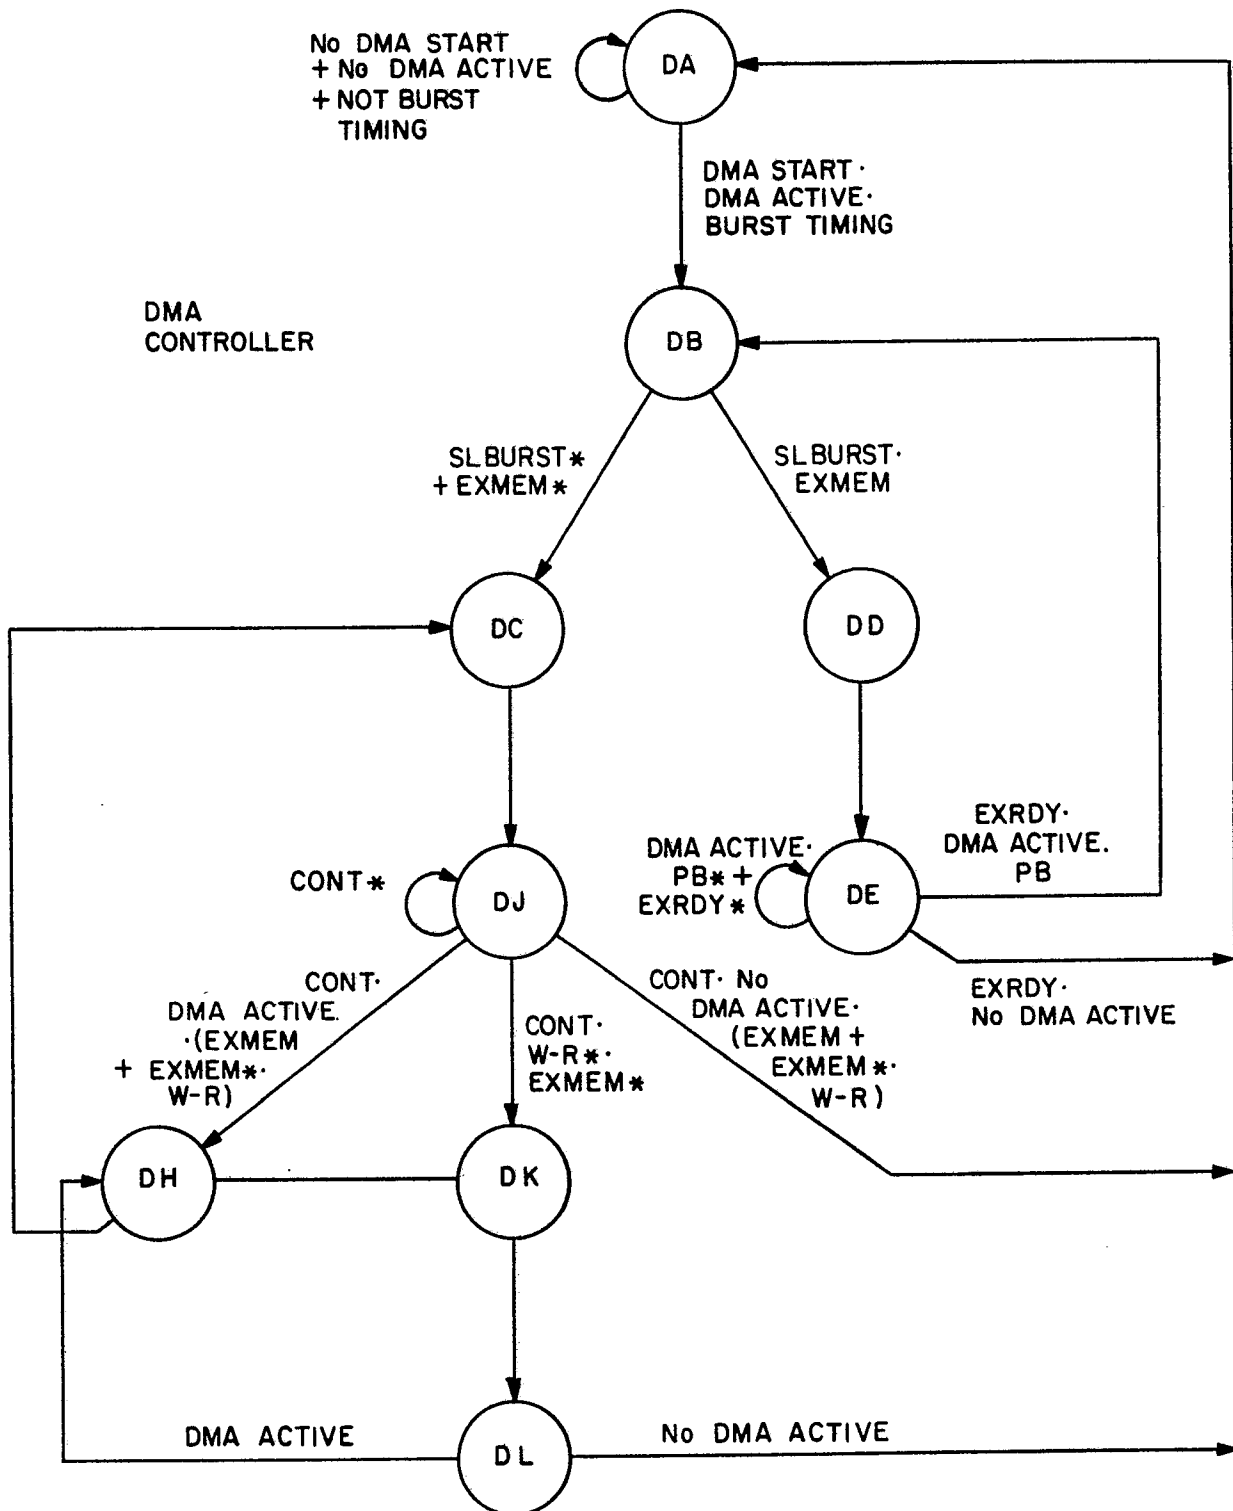 No DMA START
+ No DMA ACTIVE
+ NOT BURST
TIMING
DA
DMA START·
DMA ACTIVE·
BURST TIMING
DMA
CONTROLLER
DB
SLBURST*
+ EXMEM*
SLBURST·
EXMEM
DC
DD
CONT*
DJ
DMA ACTIVE·
PB* +
EXRDY*
DE
EXRDY·
DMA ACTIVE.
PB
CONT·
DMA ACTIVE.
·(EXMEM
+ EXMEM*·
W-R)
CONT·
W-R*·
EXMEM*
CONT· No
DMA ACTIVE·
(EXMEM +
EXMEM*·
W-R)
EXRDY·
No DMA ACTIVE
DH
DK
DMA ACTIVE
DL
No DMA ACTIVE